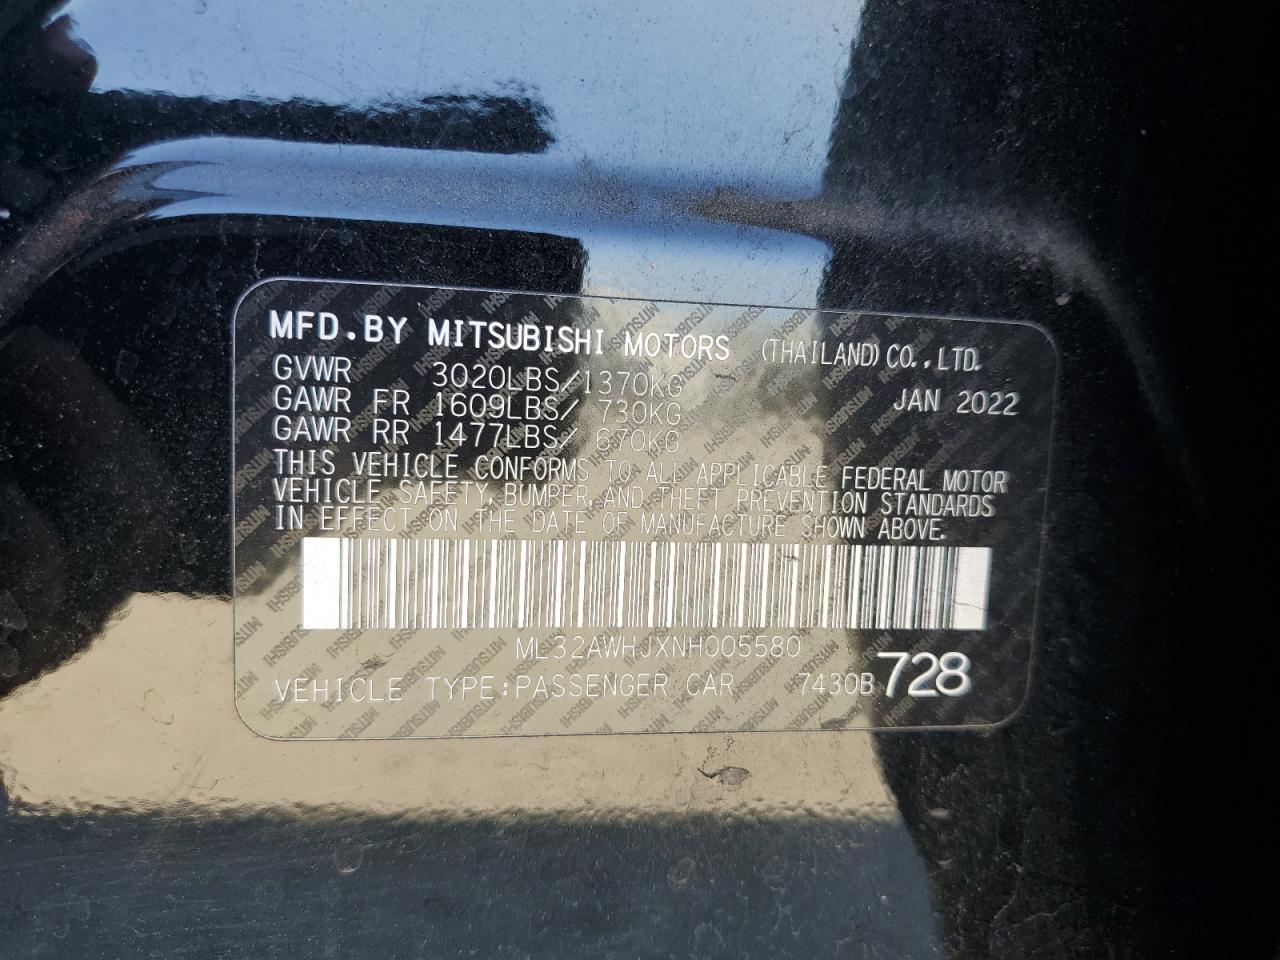 MFD.BY MITSUBISHI MOTORS (THAILAND)CO.,LTD.
GVWR 3020LBS/1370KG JAN 2022
GAWR FR 1609LBS/ 730KG
GAWR RR 1477LBS/ 670KG
THIS VEHICLE CONFORMS TO ALL APPLICABLE FEDERAL MOTOR
VEHICLE SAFETY,BUMPER,AND THEFT PREVENTION STANDARDS
IN EFFECT ON THE DATE OF MANUFACTURE SHOWN ABOVE.
ML32AWHJXNH005580
VEHICLE TYPE:PASSENGER CAR 7430B 728